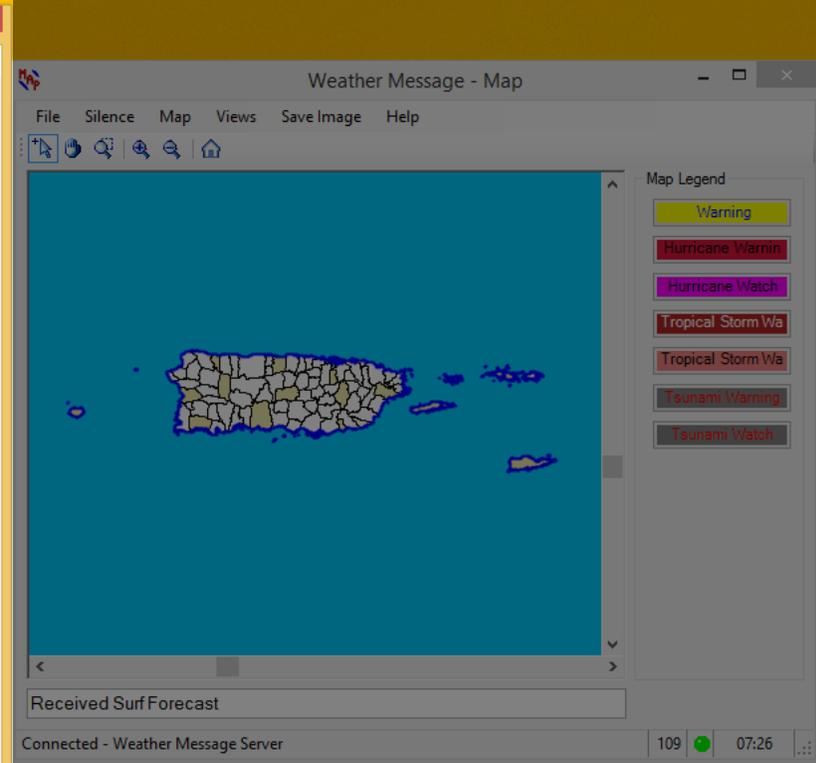 MAP
Weather Message - Map
File Silence Map Views Save Image Help
Map Legend
Warning
Hurricane Warnin
Hurricane Watch
Tropical Storm Wa
Tropical Storm Wa
Tsunami Warning
Tsunami Watch
Received Surf Forecast
Connected - Weather Message Server 109 07:26